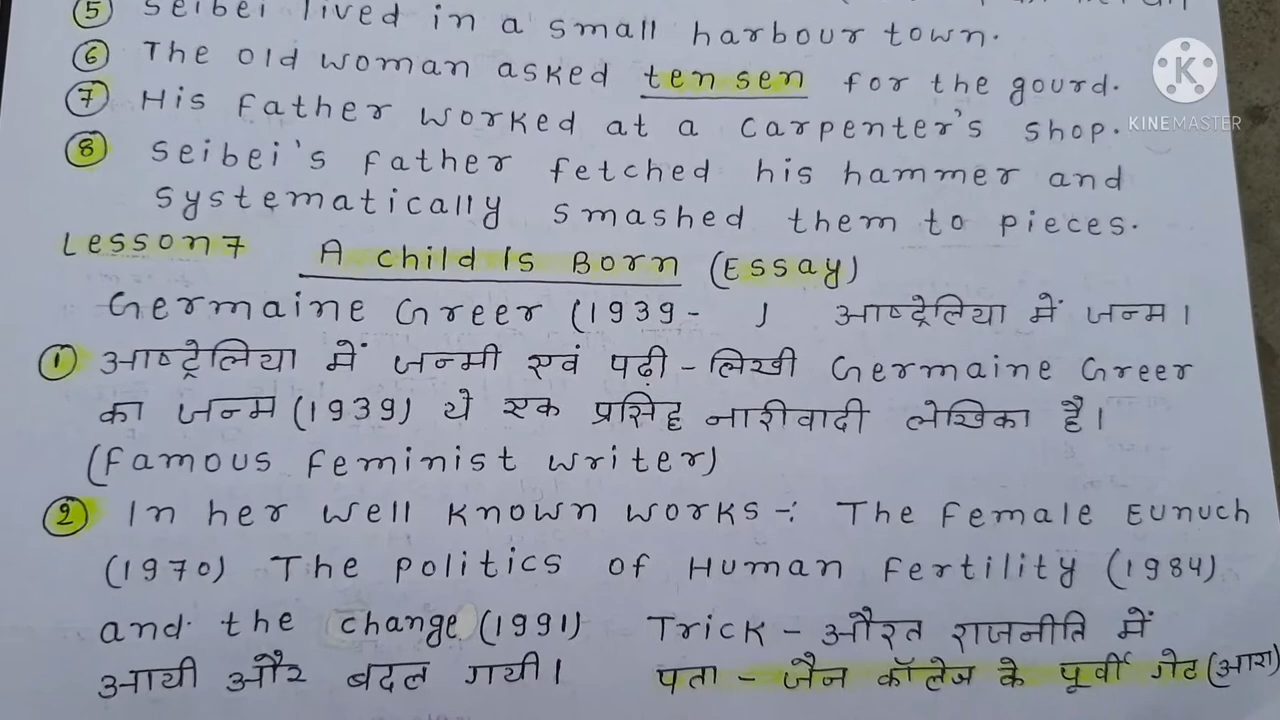 5 Seibei lived in a small harbour town.
6 The old woman asked ten sen for the gourd.
7 His Father worked at a carpenter's shop.
8 Seibei's Father fetched his hammer and
systematically smashed them to pieces.
Lesson 7 A Child Is Born (Essay)
Germaine Greer (1939- ) आष्ट्रेलिया में जन्म।
1 आष्ट्रेलिया में जन्मी एवं पढ़ी-लिखी Germaine Greer
का जन्म (1939) ये एक प्रसिद्द नारीवादी लेखिका है।
(Famous Feminist writer)
2 In her well known works -: The Female Eunuch
(1970) The Politics of Human Fertility (1984)
and the change (1991) Trick - औरत राजनीति में
आयी और बदल गयी। पता - जैन कॉलेज के पूर्वी गेट (आरा)
K
KINEMASTER